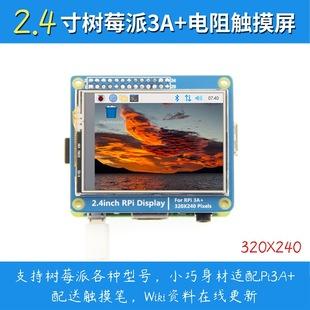 2.4寸树莓派3A+电阻触摸屏
07:40
2.4inch RPi Display
For RPi 3A+
320X240 Pixels
320X240
支持树莓派各种型号，小巧身材适配Pi3A+
配送触摸笔，Wiki资料在线更新